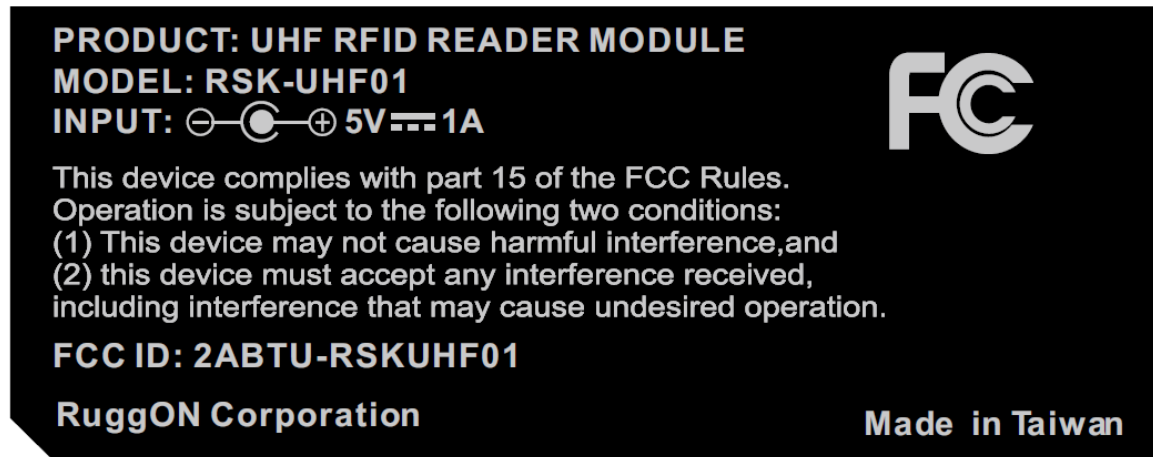 PRODUCT: UHF RFID READER MODULE
MODEL: RSK-UHF01
INPUT: 5V 1A
FC
This device complies with part 15 of the FCC Rules.
Operation is subject to the following two conditions:
(1) This device may not cause harmful interference,and
(2) this device must accept any interference received,
including interference that may cause undesired operation.
FCC ID: 2ABTU-RSKUHF01
RuggON Corporation
Made in Taiwan